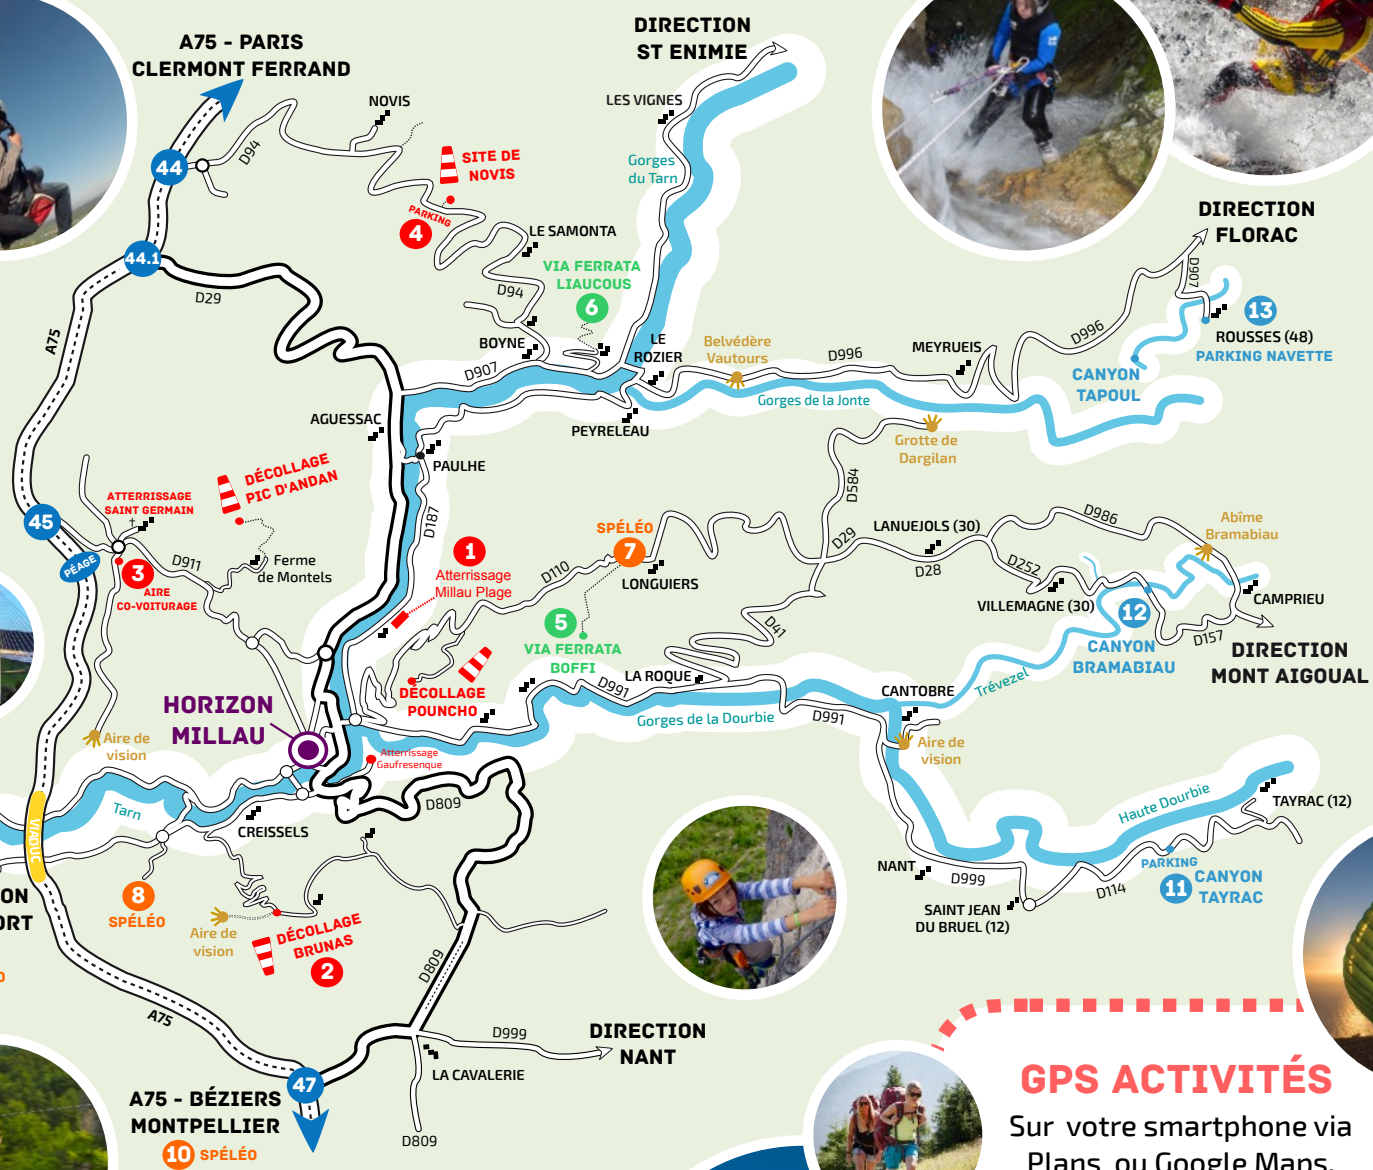 A75 - PARIS
CLERMONT FERRAND
DIRECTION
ST ENIMIE
NOVIS
LES VIGNES
44
D94
SITE DE
NOVIS
Gorges
du Tarn
PARKING
4
LE SAMONTA
DIRECTION
FLORAC
44.1
D29
VIA FERRATA
LIAUCOUS
6
D94
D907
13
ROUSSES (48)
PARKING NAVETTE
A75
BOYNE
LE
ROZIER
Belvédère
Vautours
D996
MEYRUEIS
D996
D907
CANYON
TAPOUL
Gorges de la Jonte
AGUESSAC
PEYRELEAU
Grotte de
Dargilan
PAULHE
DÉCOLLAGE
PIC D'ANDAN
ATTERRISSAGE
SAINT GERMAIN
45
PÉAGE
D187
D584
SPÉLÉO
7
D29
LANUEJOLS (30)
D986
Abîme
Bramabiau
1
Atterrissage
Millau Plage
D911
Ferme
de Montels
3
AIRE
CO-VOITURAGE
D110
LONGUIERS
D28
D252
VILLEMAGNE (30)
12
CANYON
BRAMABIAU
CAMPRIEU
D157
DIRECTION
MONT AIGOUAL
5
VIA FERRATA
BOFFI
D41
LA ROQUE
D991
DÉCOLLAGE
POUNCHO
Trévezel
CANTOBRE
HORIZON
MILLAU
Gorges de la Dourbie
D991
Aire de
vision
Aire de
vision
Atterrissage
Gaufresenque
Tarn
D809
CREISSELS
Haute Dourbie
TAYRAC (12)
VIADUC
PARKING
11
CANYON
TAYRAC
NANT
D999
D114
SAINT JEAN
DU BRUEL (12)
8
SPÉLÉO
Aire de
vision
DÉCOLLAGE
BRUNAS
2
D809
A75
D999
DIRECTION
NANT
LA CAVALERIE
47
A75 - BÉZIERS
MONTPELLIER
10 SPÉLÉO
D809
GPS ACTIVITÉS
Sur votre smartphone via
Plans ou Google Maps.